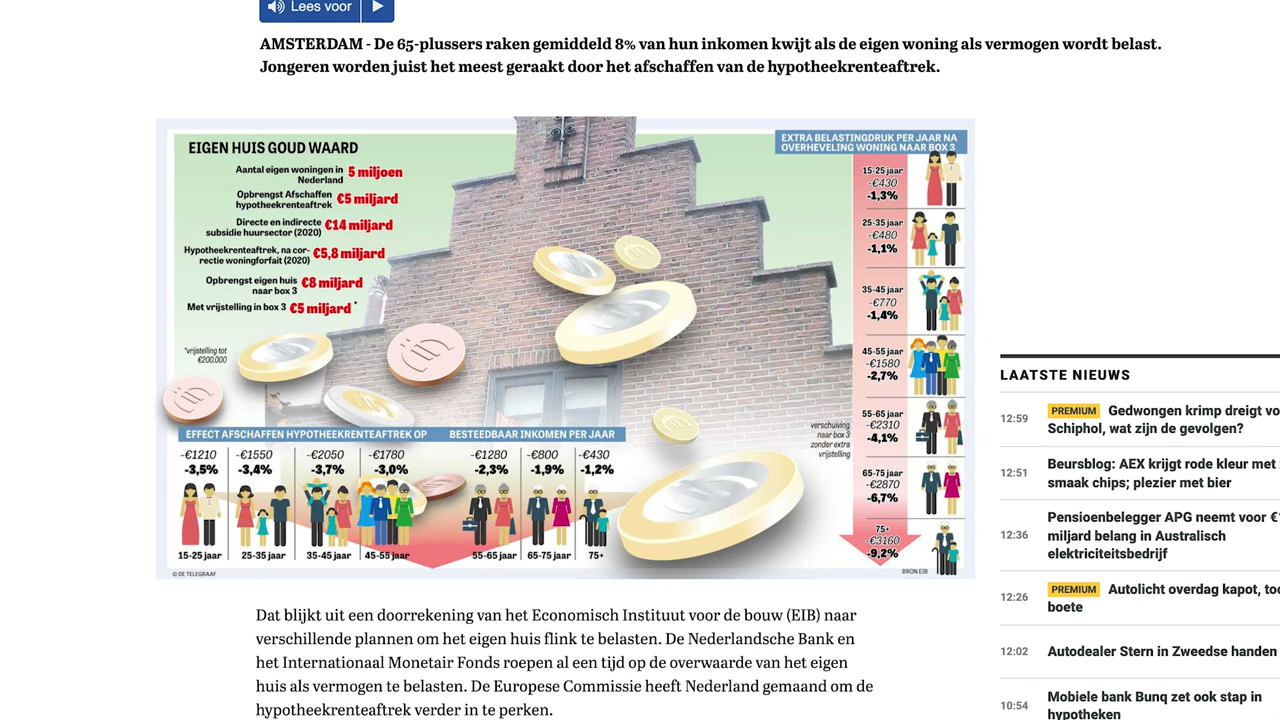 Lees voor
AMSTERDAM - De 65-plussers raken gemiddeld 8% van hun inkomen kwijt als de eigen woning als vermogen wordt belast.
Jongeren worden juist het meest geraakt door het afschaffen van de hypotheekrenteaftrek.
EIGEN HUIS GOUD WAARD
Aantal eigen woningen in
Nederland 5 miljoen
Opbrengst Afschaffen
hypotheekrenteaftrek €5 miljard
Directe en indirecte
subsidie huursector (2020) €14 miljard
Hypotheekrenteaftrek, na cor-
rectie woningforfait (2020) €5,8 miljard
Opbrengst eigen huis
naar box 3 €8 miljard
Met vrijstelling in box 3 €5 miljard *
*vrijstelling tot
€200.000
EFFECT AFSCHAFFEN HYPOTHEEKRENTEAFTREK OP BESTEEDBAAR INKOMEN PER JAAR
-€1210 -€1550 -€2050 -€1780 -€1280 -€800 -€430
-3,5% -3,4% -3,7% -3,0% -2,3% -1,9% -1,2%
15-25 jaar 25-35 jaar 35-45 jaar 45-55 jaar 55-65 jaar 65-75 jaar 75+
© DE TELEGRAAF
EXTRA BELASTINGDRUK PER JAAR NA
OVERHEVELING WONING NAAR BOX 3
15-25 jaar
-€430
-1,3%
25-35 jaar
-€480
-1,1%
35-45 jaar
-€770
-1,4%
45-55 jaar
-€1580
-2,7%
55-65 jaar
-€2310
-4,1%
65-75 jaar
-€2870
-6,7%
75+
-€3160
-9,2%
verschuiving
naar box 3
zonder extra
vrijstelling
BRON EIB
Dat blijkt uit een doorrekening van het Economisch Instituut voor de bouw (EIB) naar
verschillende plannen om het eigen huis flink te belasten. De Nederlandsche Bank en
het Internationaal Monetair Fonds roepen al een tijd op de overwaarde van het eigen
huis als vermogen te belasten. De Europese Commissie heeft Nederland gemaand om de
hypotheekrenteaftrek verder in te perken.
LAATSTE NIEUWS
12:59 PREMIUM Gedwongen krimp dreigt
Schiphol, wat zijn de gevolgen?
12:51 Beursblog: AEX krijgt rode kleur met
smaak chips; plezier met bier
12:36 Pensioenbelegger APG neemt voor
miljard belang in Australisch
elektriciteitsbedrijf
12:26 PREMIUM Autolicht overdag kapot,
boete
12:02 Autodealer Stern in Zweedse handen
10:54 Mobiele bank Bunq zet ook stap in
hypotheken